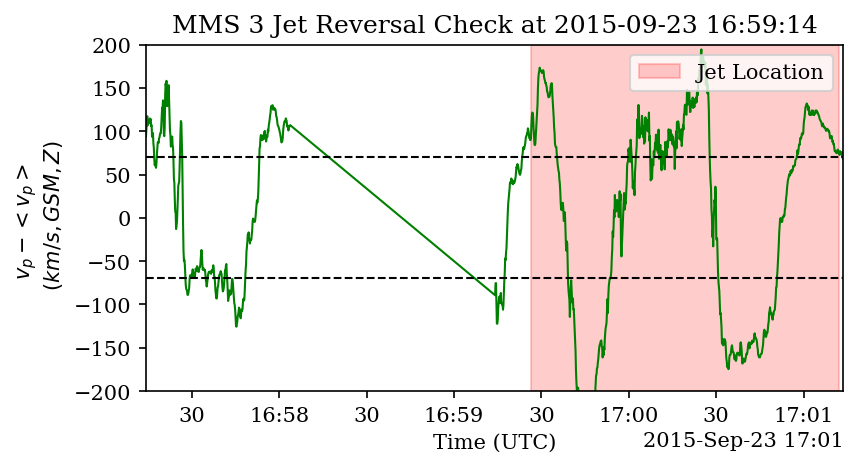 MMS 3 Jet Reversal Check at 2015-09-23 16:59:14
200
150
100
50
0
−50
−100
−150
−200
v_p − < v_p >
(km/s, GSM, Z)
Jet Location
30 16:58 30 16:59 30 17:00 30 17:01
Time (UTC)
2015-Sep-23 17:01